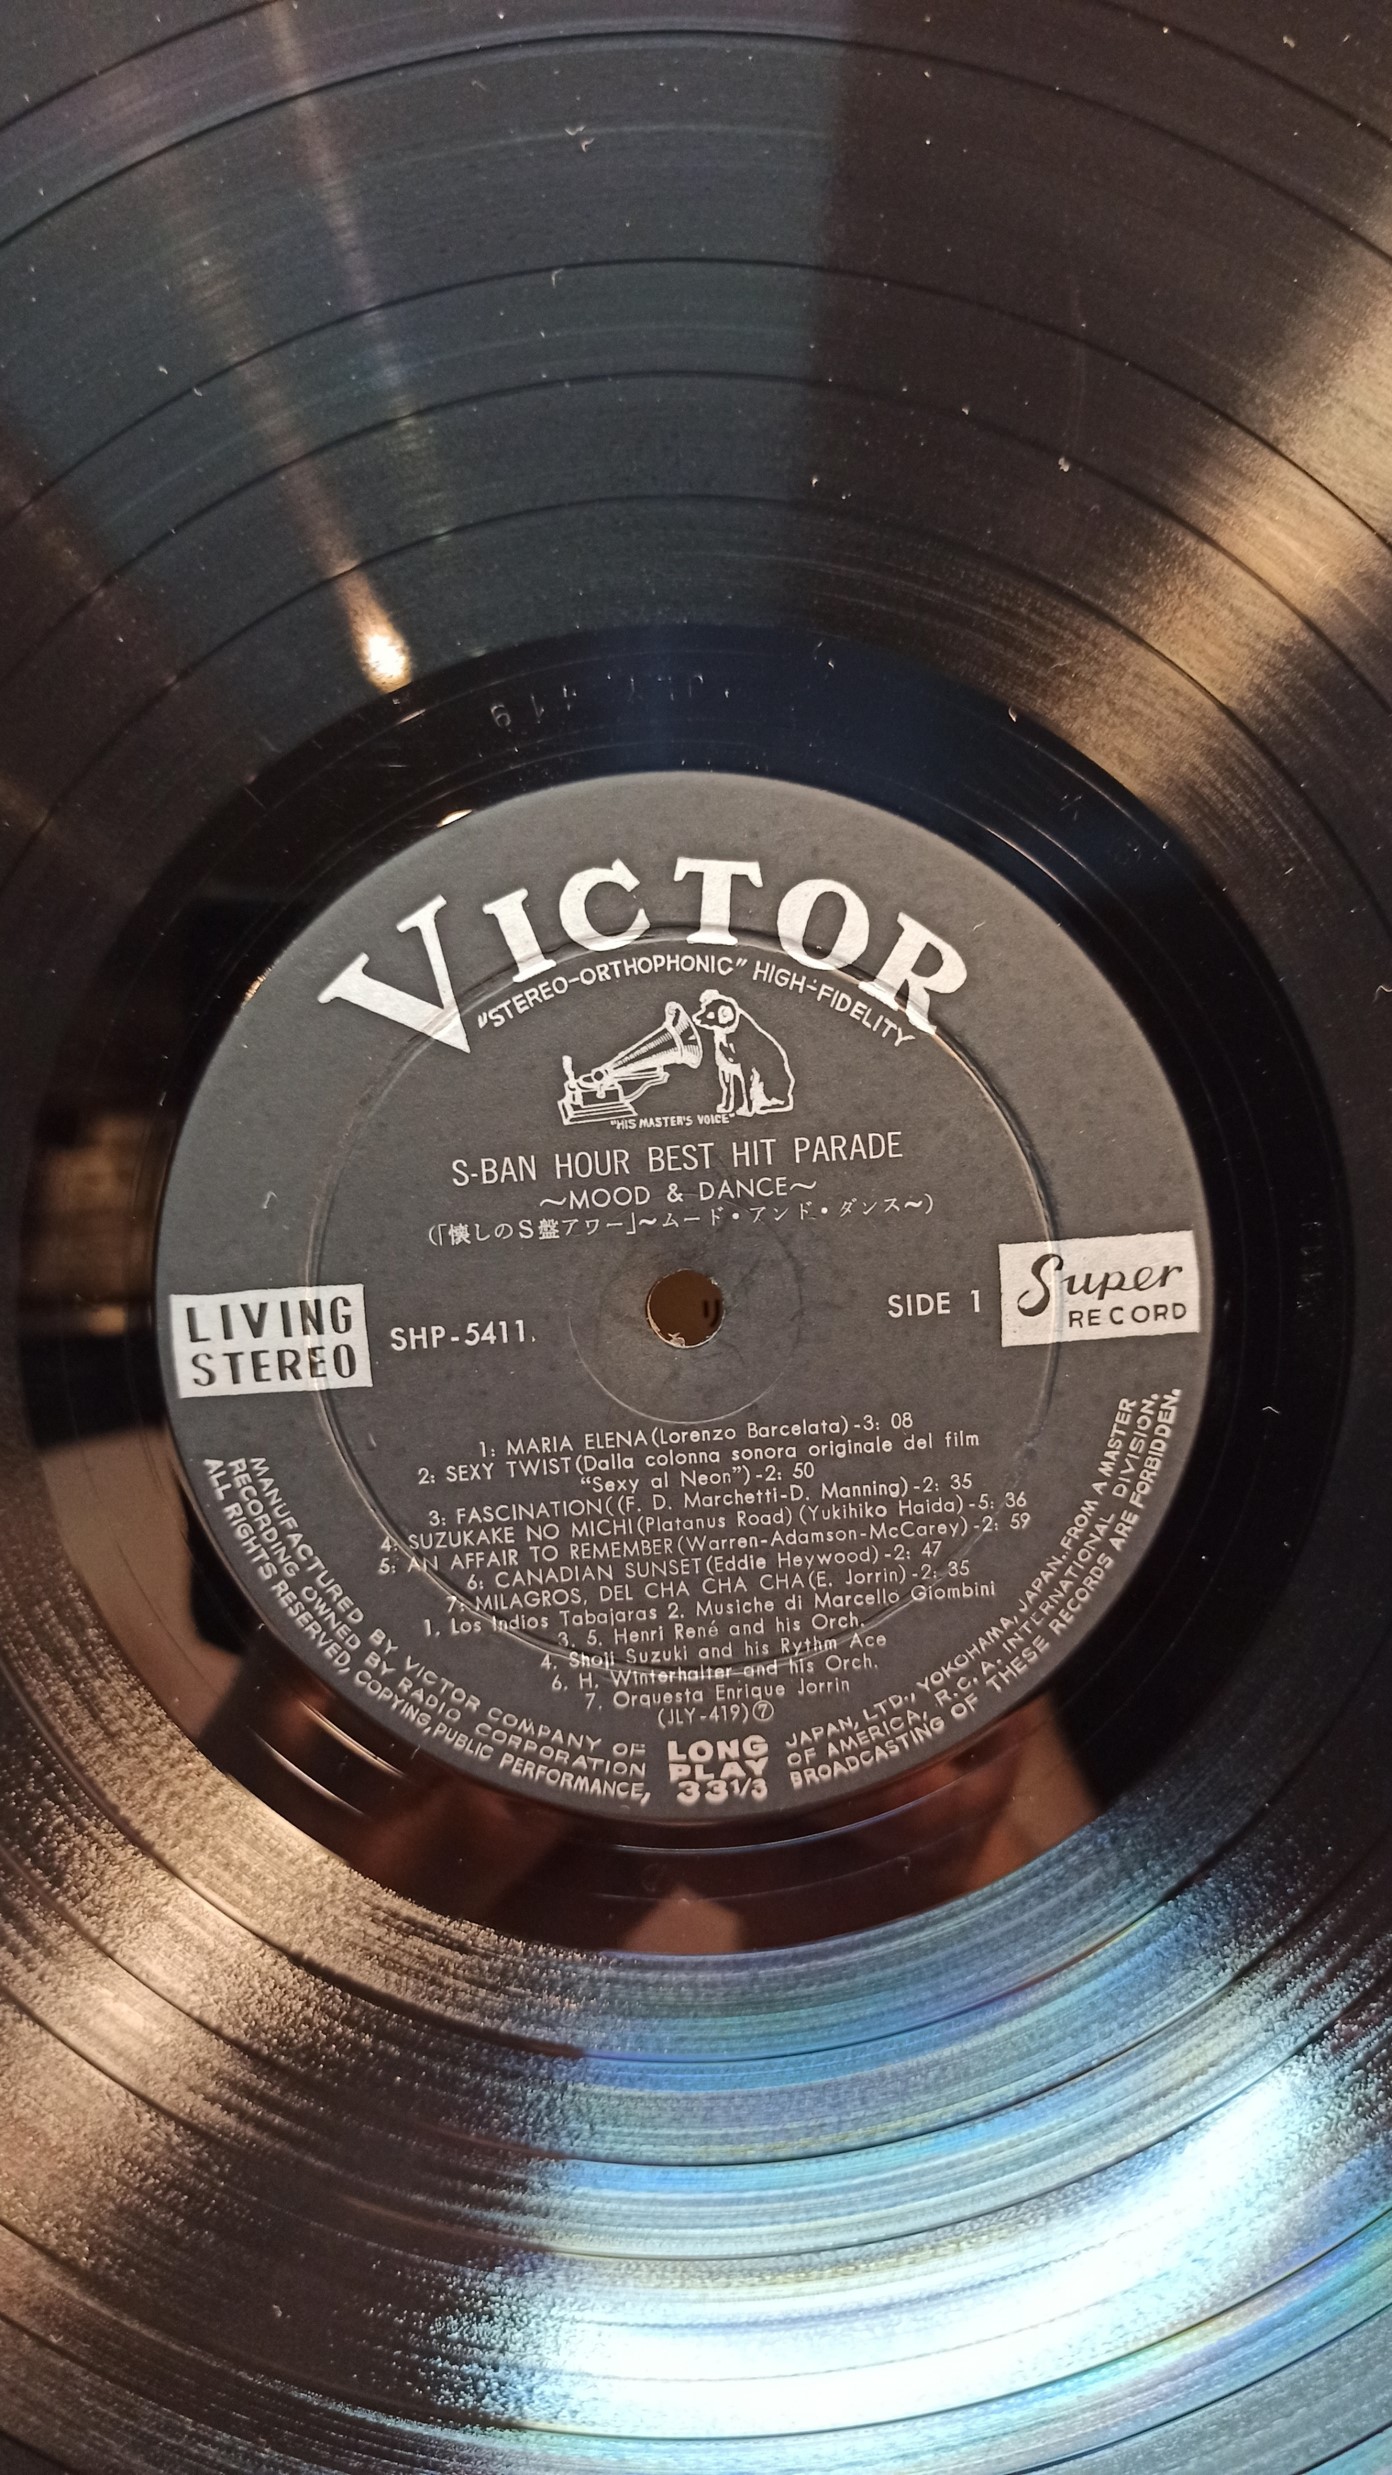 VICTOR
"STEREO-ORTHOPHONIC" HIGH-FIDELITY
"HIS MASTER'S VOICE"
S-BAN HOUR BEST HIT PARADE
～MOOD & DANCE～
(「懐しのS盤アワー」～ムード・アンド・ダンス～)
LIVING
STEREO
SHP-5411.
SIDE 1
Super
RECORD
1: MARIA ELENA(Lorenzo Barcelata)-3: 08
2: SEXY TWIST(Dalla colonna sonora originale del film
"Sexy al Neon")-2: 50
3: FASCINATION((F. D. Marchetti-D. Manning)-2: 35
4: SUZUKAKE NO MICHI(Platanus Road)(Yukihiko Haida)-5: 36
5: AN AFFAIR TO REMEMBER(Warren-Adamson-McCarey)-2: 59
6: CANADIAN SUNSET(Eddie Heywood)-2: 47
7: MILAGROS, DEL CHA CHA CHA(E. Jorrin)-2: 35
1. Los Indios Tabajaras 2. Musiche di Marcello Giombini
3. 5. Henri René and his Orch.
4. Shoji Suzuki and his Rythm Ace
6. H. Winterhalter and his Orch.
7. Orquesta Enrique Jorrin
(JLY-419)⑦
LONG
PLAY
33 1/3
MANUFACTURED BY VICTOR COMPANY OF JAPAN, LTD., YOKOHAMA, JAPAN. FROM A MASTER
RECORDING OWNED BY RADIO CORPORATION OF AMERICA, R.C.A. INTERNATIONAL DIVISION.
ALL RIGHTS RESERVED, COPYING, PUBLIC PERFORMANCE, BROADCASTING OF THESE RECORDS ARE FORBIDDEN.